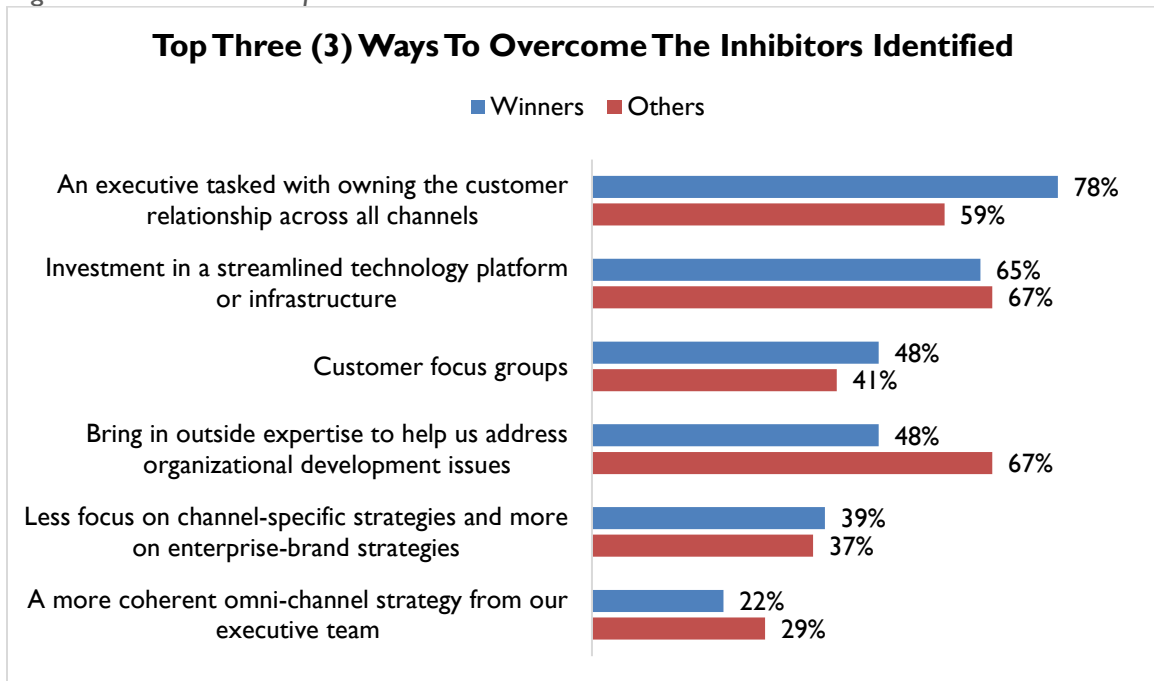 Top Three (3) Ways To Overcome The Inhibitors Identified
Winners Others
An executive tasked with owning the customer
relationship across all channels
78%
59%
Investment in a streamlined technology platform
or infrastructure
65%
67%
Customer focus groups
48%
41%
Bring in outside expertise to help us address
organizational development issues
48%
67%
Less focus on channel-specific strategies and more
on enterprise-brand strategies
39%
37%
A more coherent omni-channel strategy from our
executive team
22%
29%